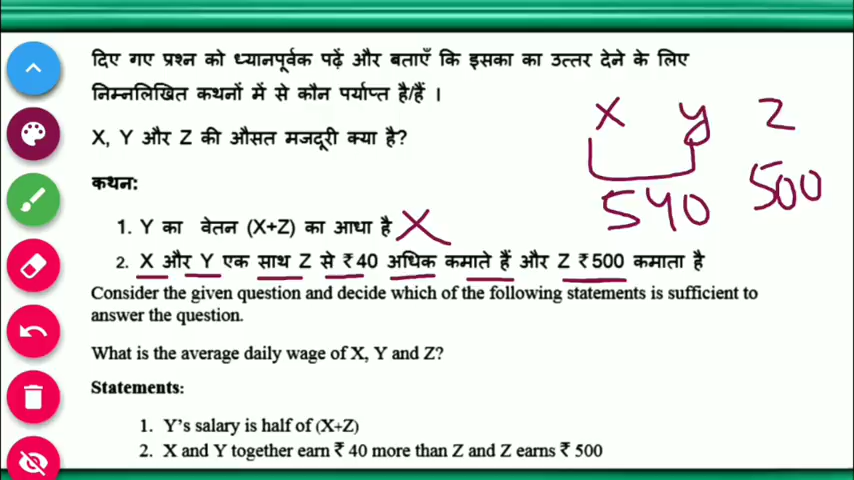 दिए गए प्रश्न को ध्यानपूर्वक पढ़ें और बताएँ कि इसका का उत्तर देने के लिए
निम्नलिखित कथनों में से कौन पर्याप्त है/हैं ।
X, Y और Z की औसत मजदूरी क्या है?
कथन:
1. Y का वेतन (X+Z) का आधा है X
2. X और Y एक साथ Z से ₹40 अधिक कमाते हैं और Z ₹500 कमाता है
x y z
540 500
Consider the given question and decide which of the following statements is sufficient to
answer the question.
What is the average daily wage of X, Y and Z?
Statements:
1. Y's salary is half of (X+Z)
2. X and Y together earn ₹ 40 more than Z and Z earns ₹ 500